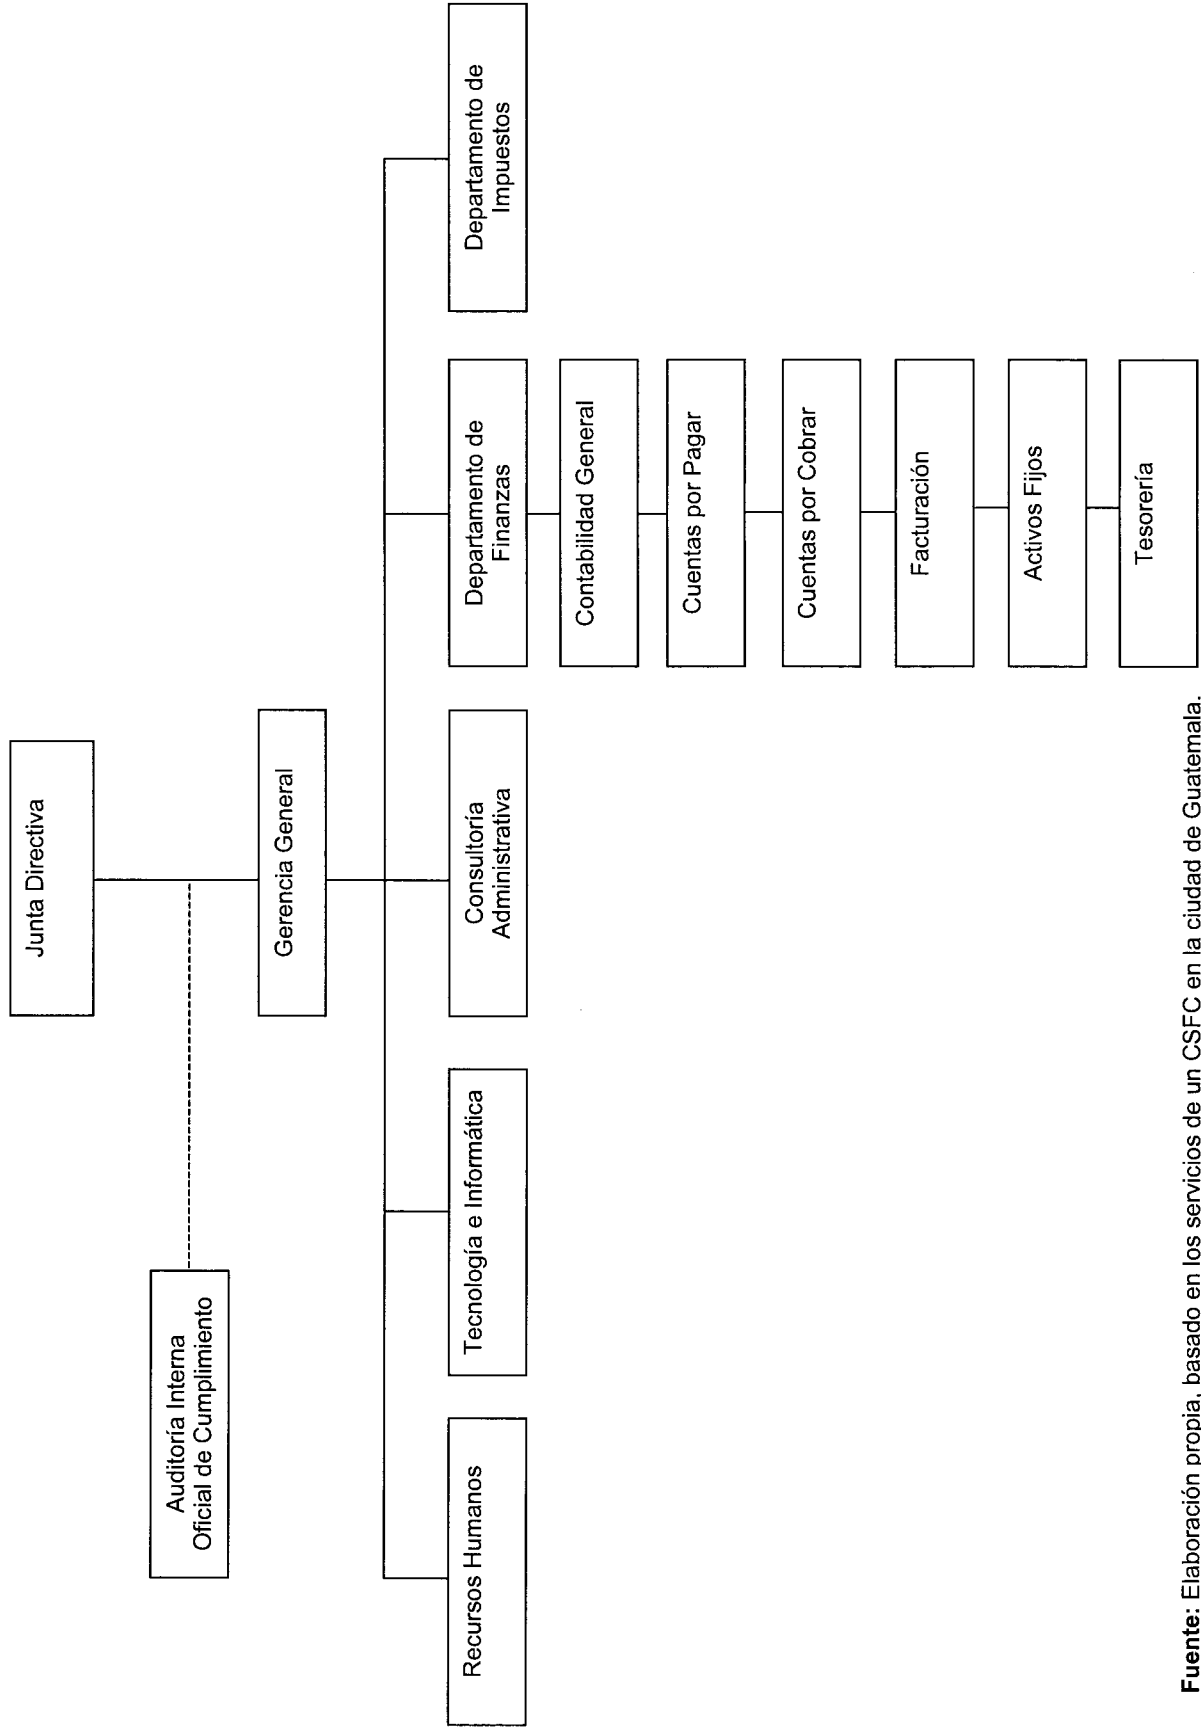 Junta Directiva
Auditoría Interna
Oficial de Cumplimiento
Gerencia General
Recursos Humanos
Tecnología e Informática
Consultoría
Administrativa
Departamento de
Finanzas
Departamento de
Impuestos
Contabilidad General
Cuentas por Pagar
Cuentas por Cobrar
Facturación
Activos Fijos
Tesorería
Fuente: Elaboración propia, basado en los servicios de un CSFC en la ciudad de Guatemala.